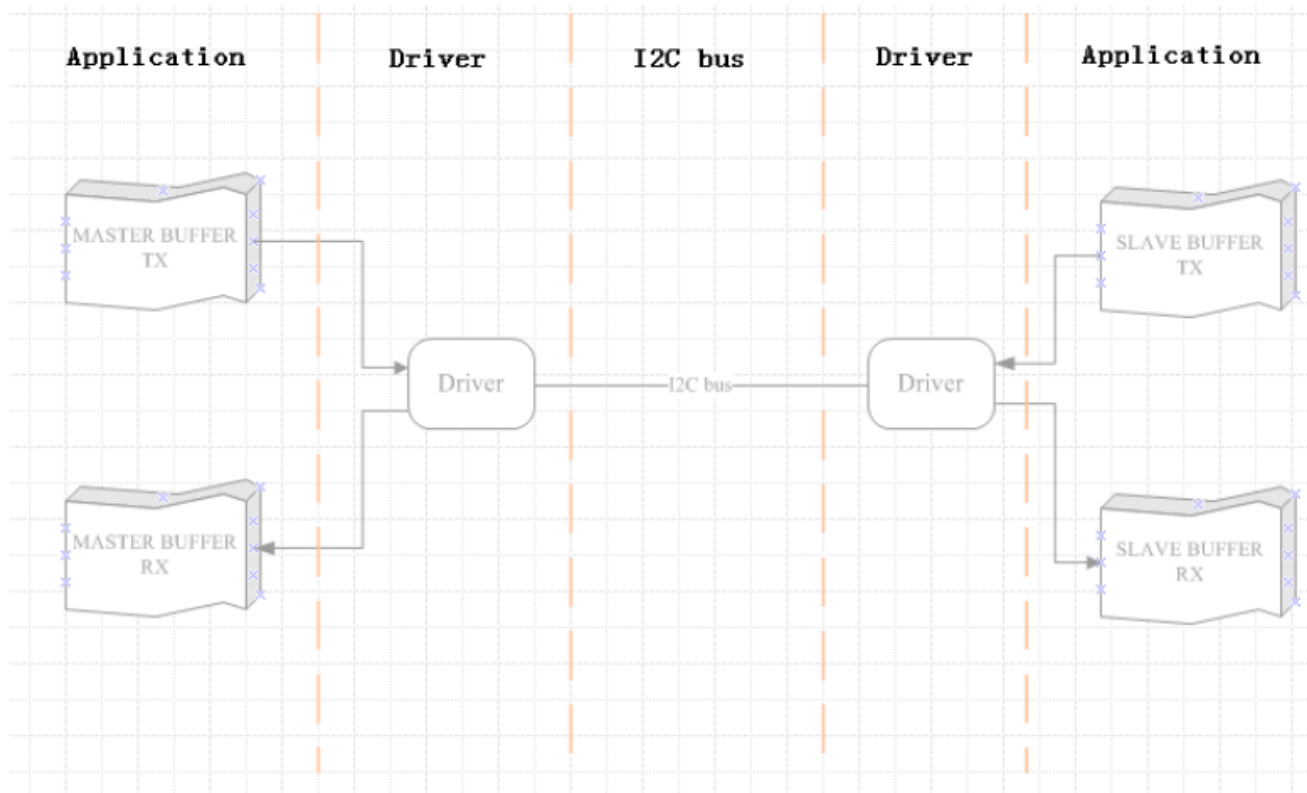 Application
Driver
I2C bus
Driver
Application
MASTER BUFFER
TX
SLAVE BUFFER
TX
Driver
I2C bus
Driver
MASTER BUFFER
RX
SLAVE BUFFER
RX